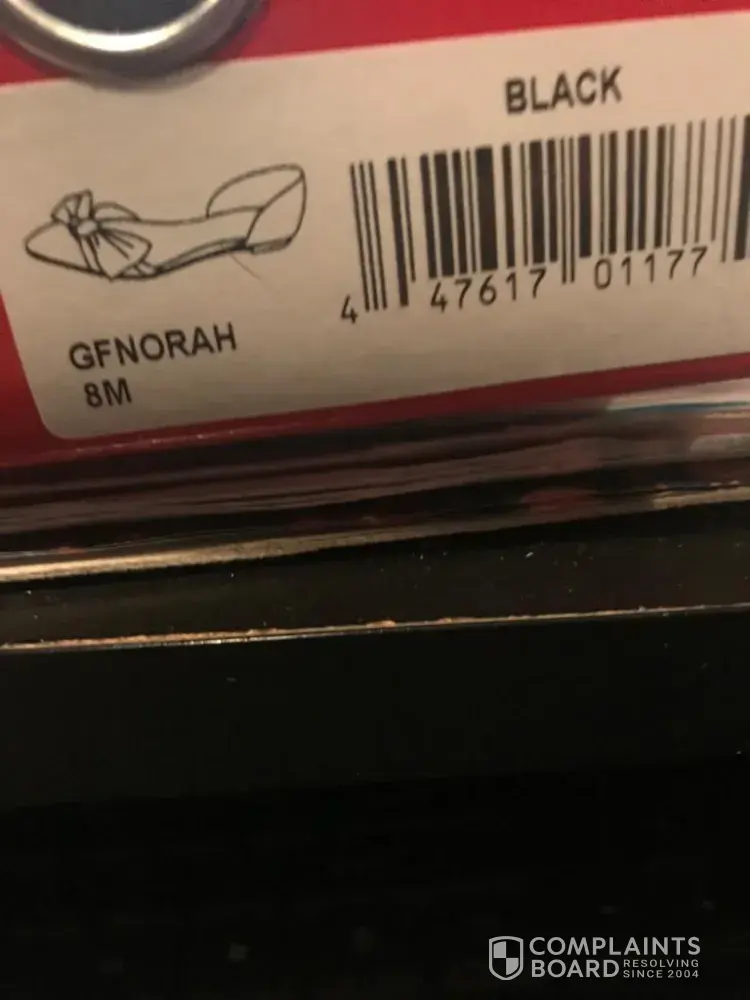 BLACK
4 47617 01177
GFNORAH
8M
COMPLAINTS
BOARD RESOLVING
SINCE 2004